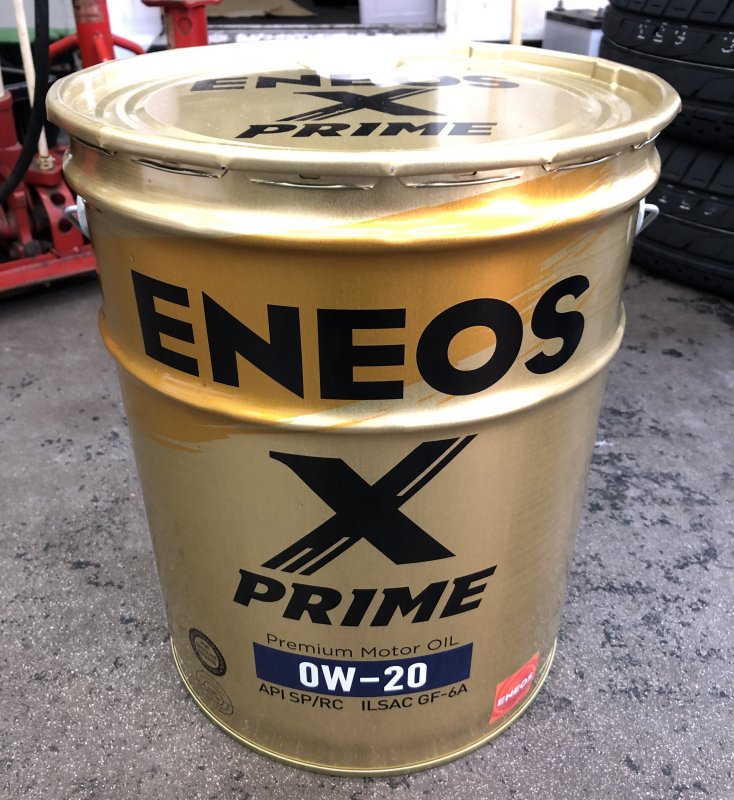 ENEOS
X
PRIME
ENEOS
X
PRIME
Premium Motor OIL
0W-20
API SP/RC ILSAC GF-6A
ENEOS